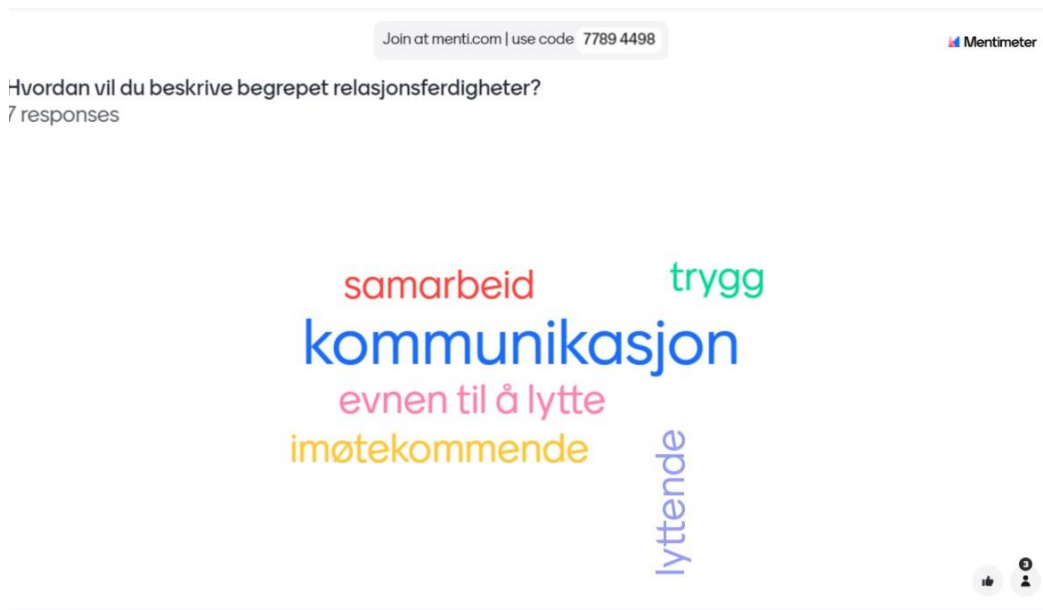 Join at menti.com | use code 7789 4498
Mentimeter
Hvordan vil du beskrive begrepet relasjonsferdigheter?
7 responses
samarbeid
trygg
kommunikasjon
evnen til å lytte
imøtekommende
lyttende
3